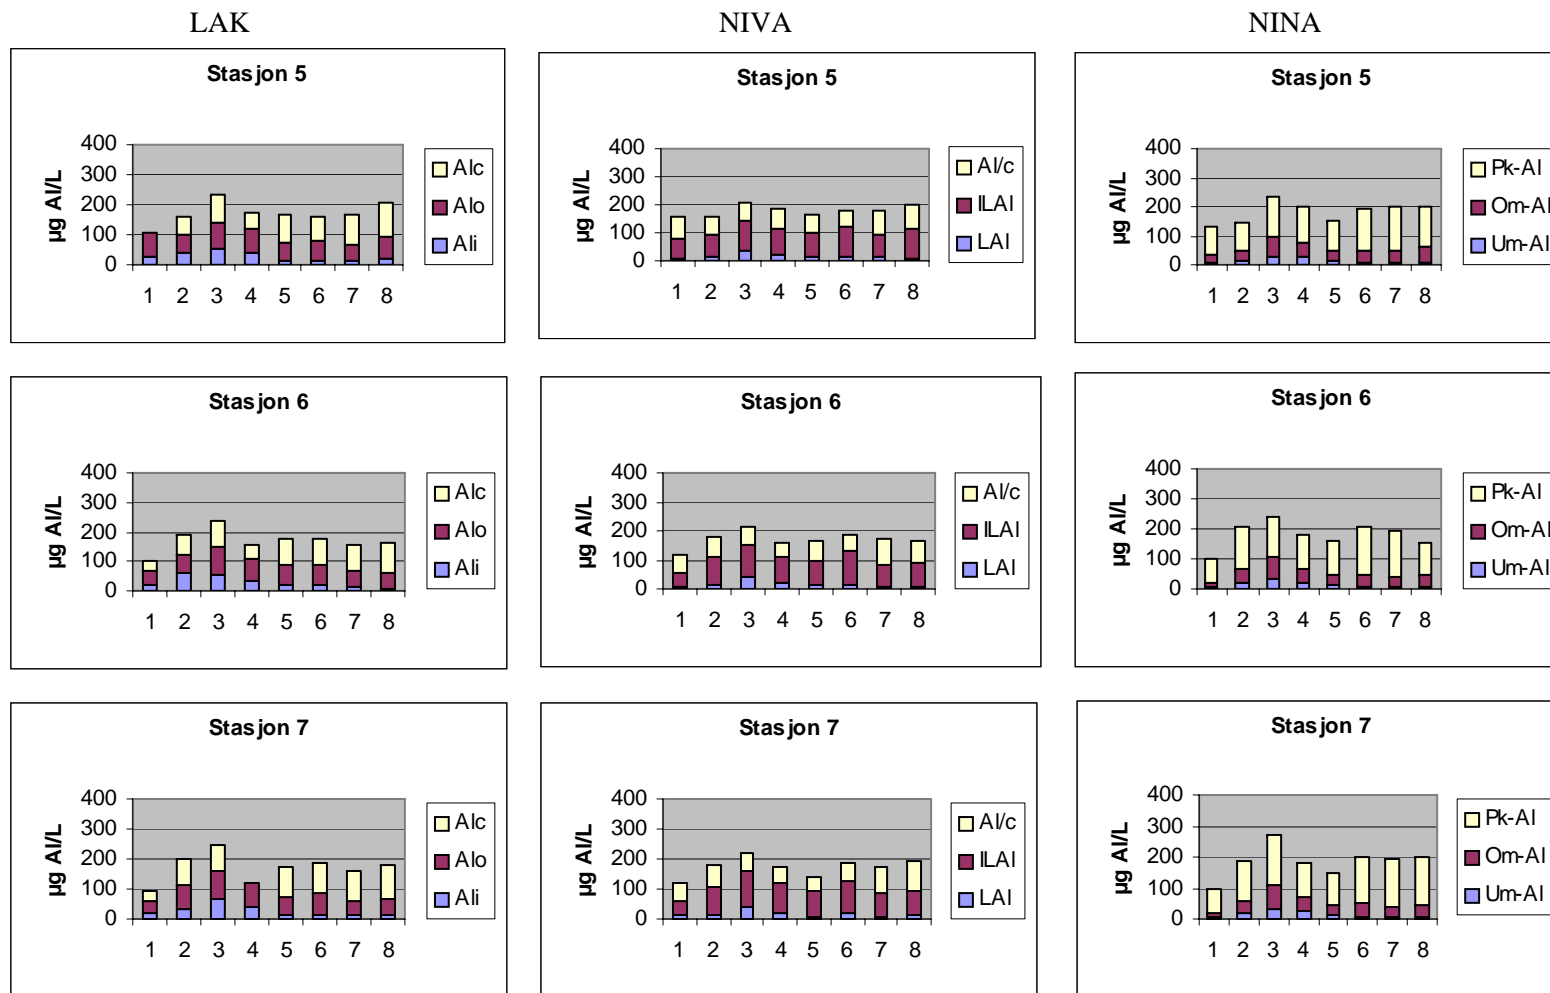 LAK
NIVA
NINA
Stasjon 5
µg Al/L
400
300
200
100
0
1 2 3 4 5 6 7 8
Alc
Alo
Ali
Stasjon 5
µg Al/L
400
300
200
100
0
1 2 3 4 5 6 7 8
Al/c
ILAl
LAl
Stasjon 5
µg Al/L
400
300
200
100
0
1 2 3 4 5 6 7 8
Pk-Al
Om-Al
Um-Al
Stasjon 6
µg Al/L
400
300
200
100
0
1 2 3 4 5 6 7 8
Alc
Alo
Ali
Stasjon 6
µg Al/L
400
300
200
100
0
1 2 3 4 5 6 7 8
Al/c
ILAl
LAl
Stasjon 6
µg Al/L
400
300
200
100
0
1 2 3 4 5 6 7 8
Pk-Al
Om-Al
Um-Al
Stasjon 7
µg Al/L
400
300
200
100
0
1 2 3 4 5 6 7 8
Alc
Alo
Ali
Stasjon 7
µg Al/L
400
300
200
100
0
1 2 3 4 5 6 7 8
Al/c
ILAl
LAl
Stasjon 7
µg Al/L
400
300
200
100
0
1 2 3 4 5 6 7 8
Pk-Al
Om-Al
Um-Al